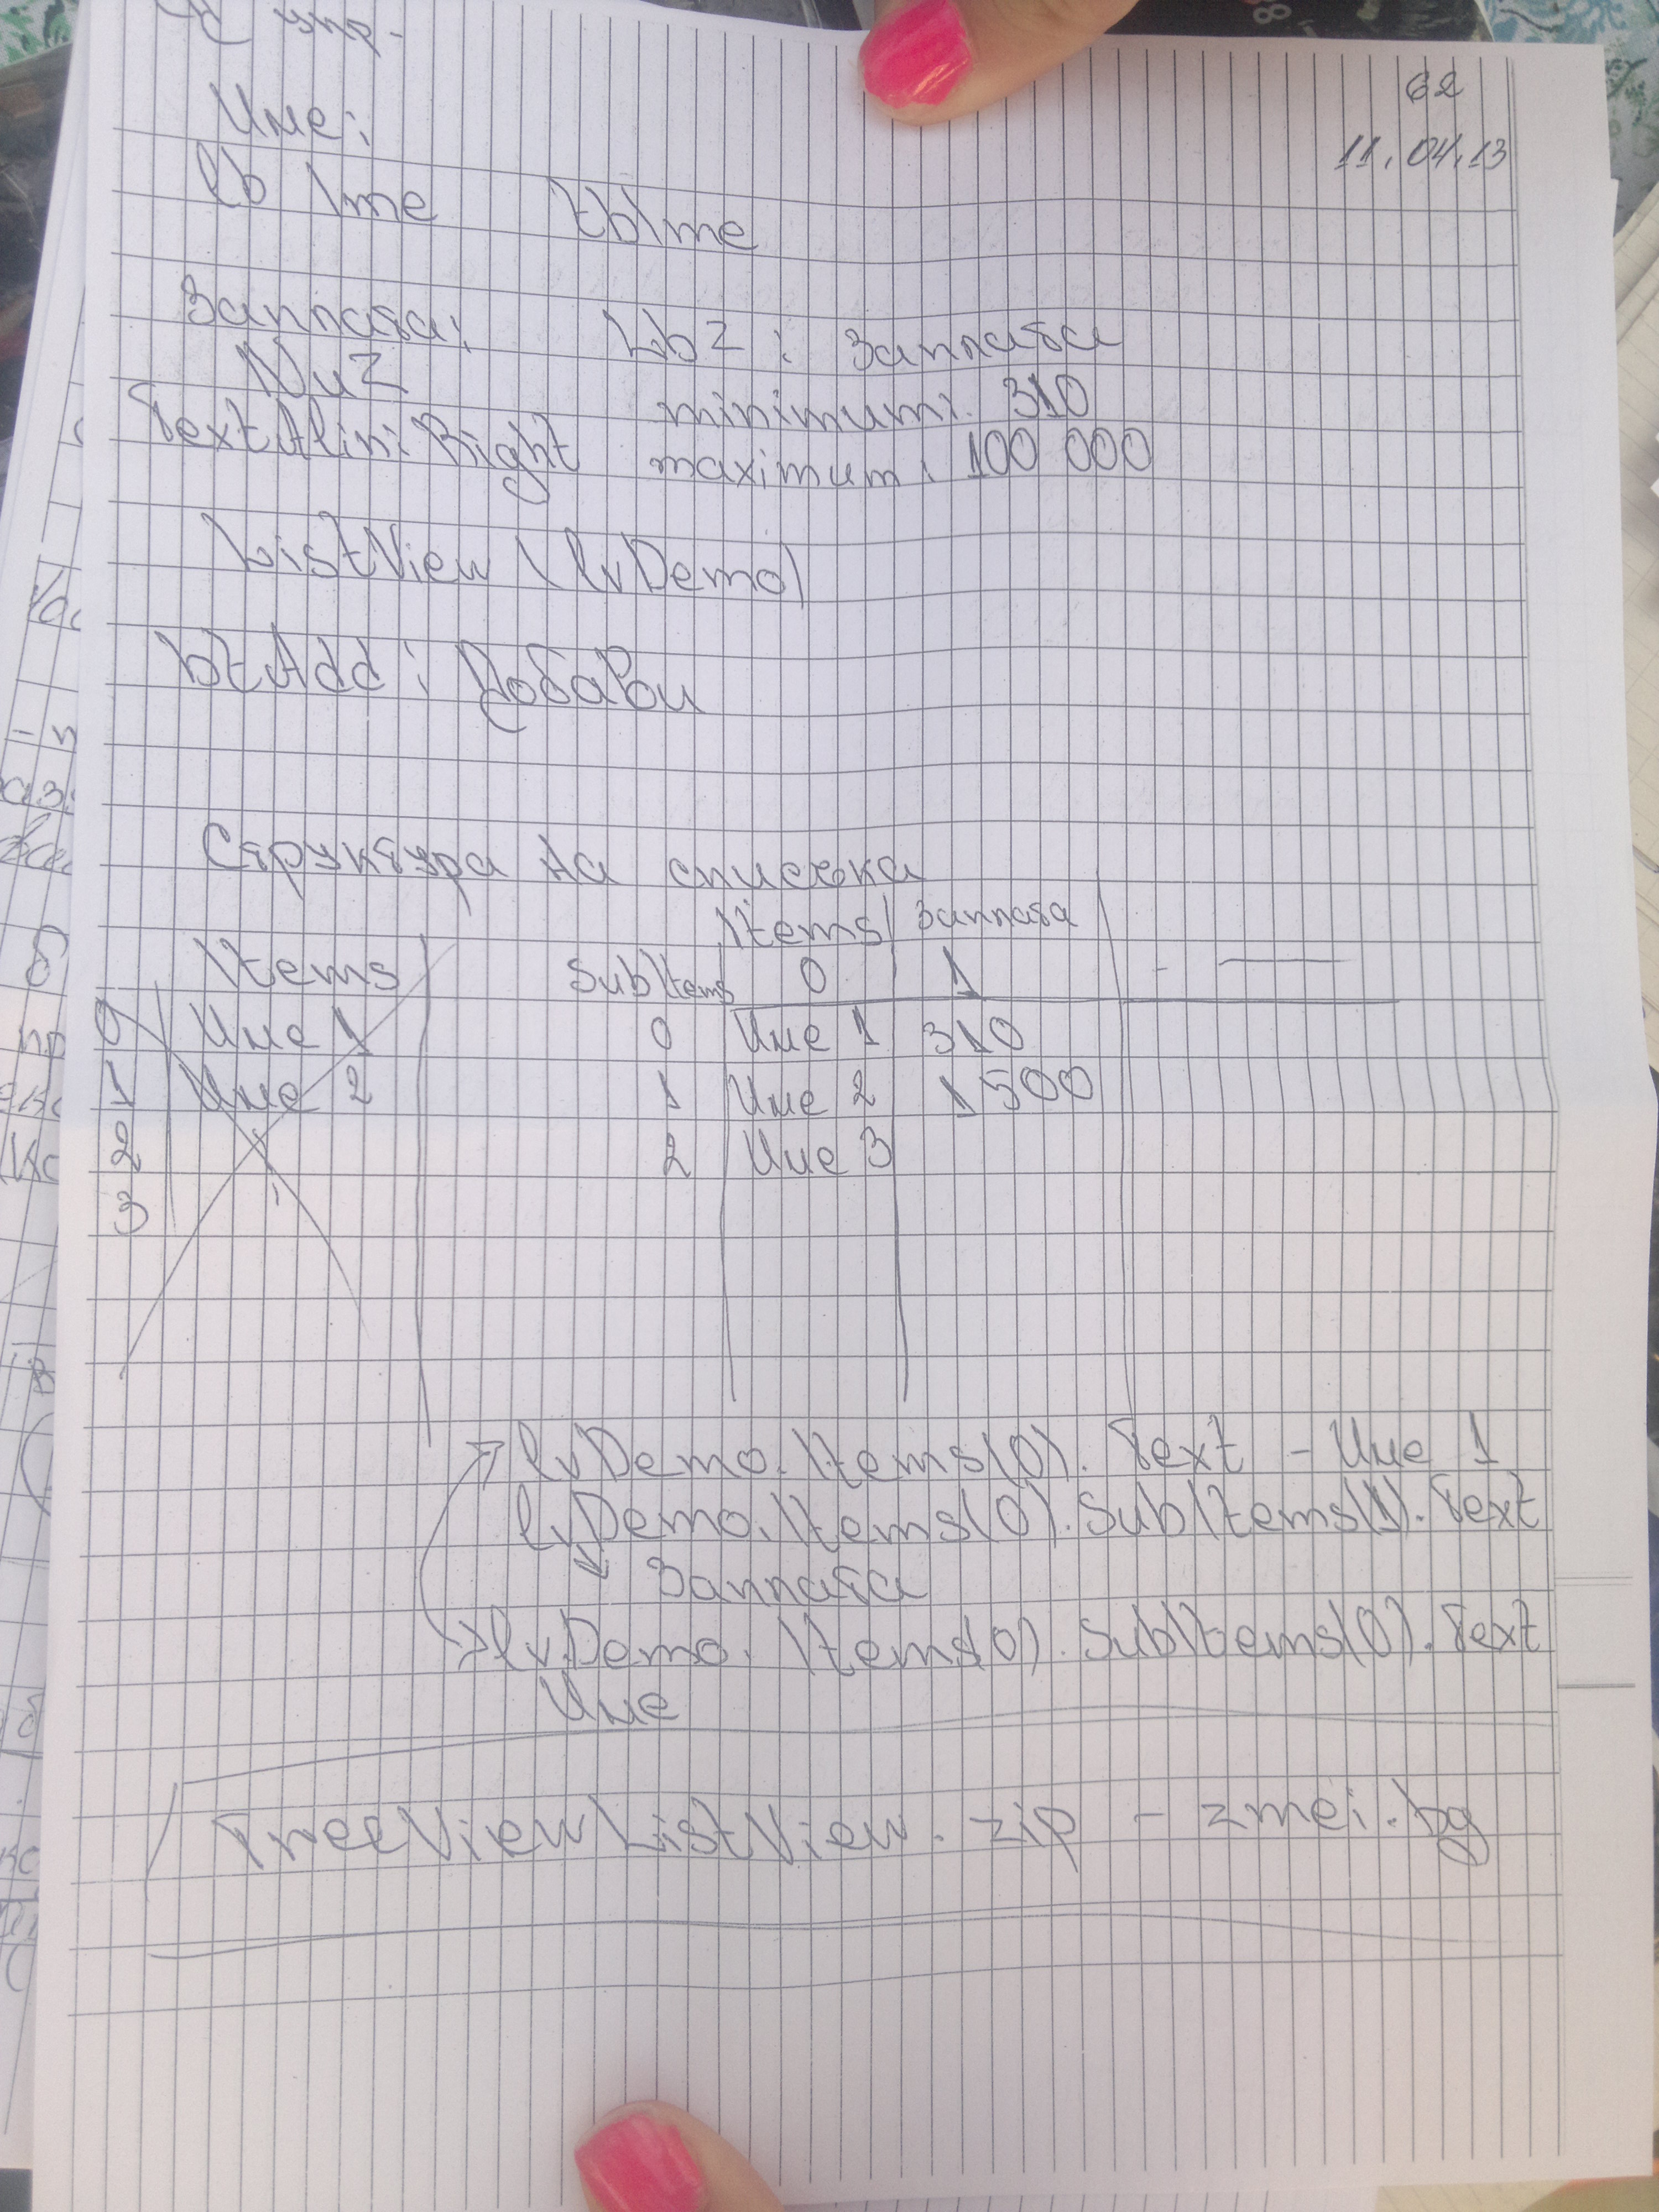 упр.
62
11.04.13
Име:
lb Ime tbIme
Заплата: Lbz : Заплата
NuZ minimum: 310
TextAlin: Right maximum: 100 000
ListView (lvDemo)
btAdd : Добави
Структура на списъка
Items Заплата
Items SubItems 0 1 -
0 Име 1 0 Име 1 310
1 Име 2 1 Име 2 1 500
2 2 Име 3
3
lvDemo.Items(0).Text - Име 1
lvDemo.Items(0).SubItems(1).Text
Заплата
lvDemo.Items(0).SubItems(0).Text
Име
TreeViewListView.zip - zmei.bg